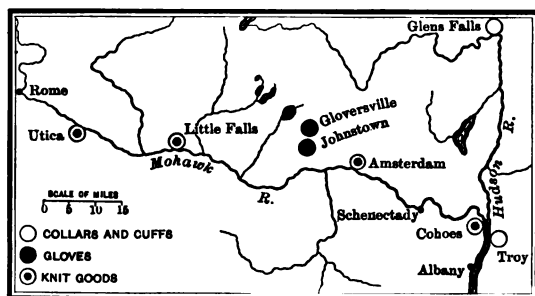 Glens Falls
Rome
Gloversville
Johnstown
Utica
Little Falls
Mohawk
R.
Amsterdam
Hudson R.
SCALE OF MILES
0 5 10 15
Schenectady
COLLARS AND CUFFS
Cohoes
GLOVES
Troy
KNIT GOODS
Albany